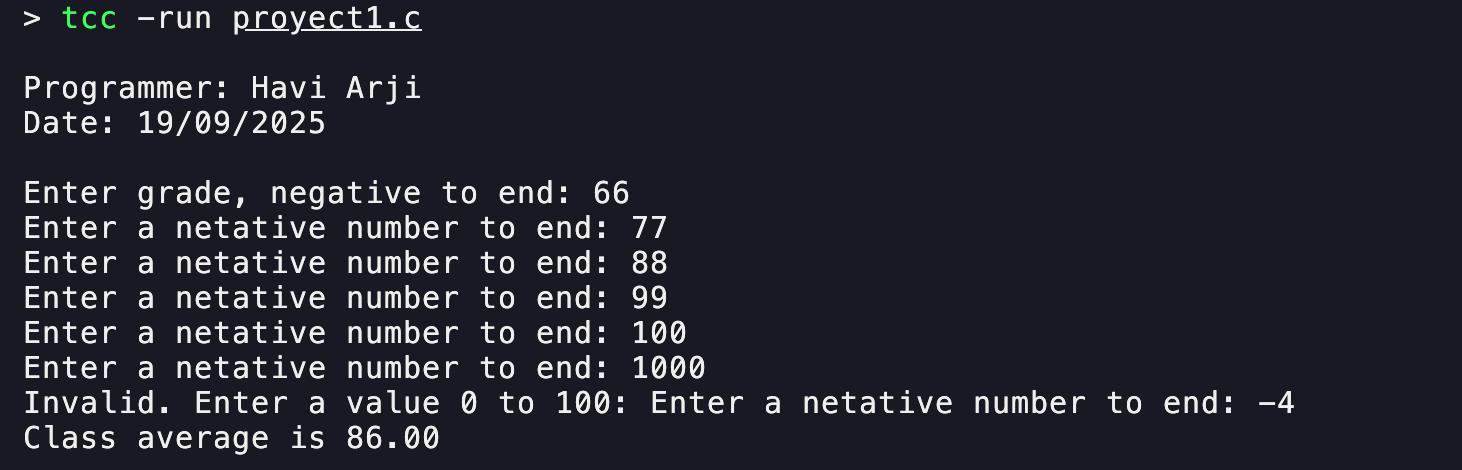 > tcc -run proyect1.c
Programmer: Havi Arji
Date: 19/09/2025
Enter grade, negative to end: 66
Enter a netative number to end: 77
Enter a netative number to end: 88
Enter a netative number to end: 99
Enter a netative number to end: 100
Enter a netative number to end: 1000
Invalid. Enter a value 0 to 100: Enter a netative number to end: -4
Class average is 86.00